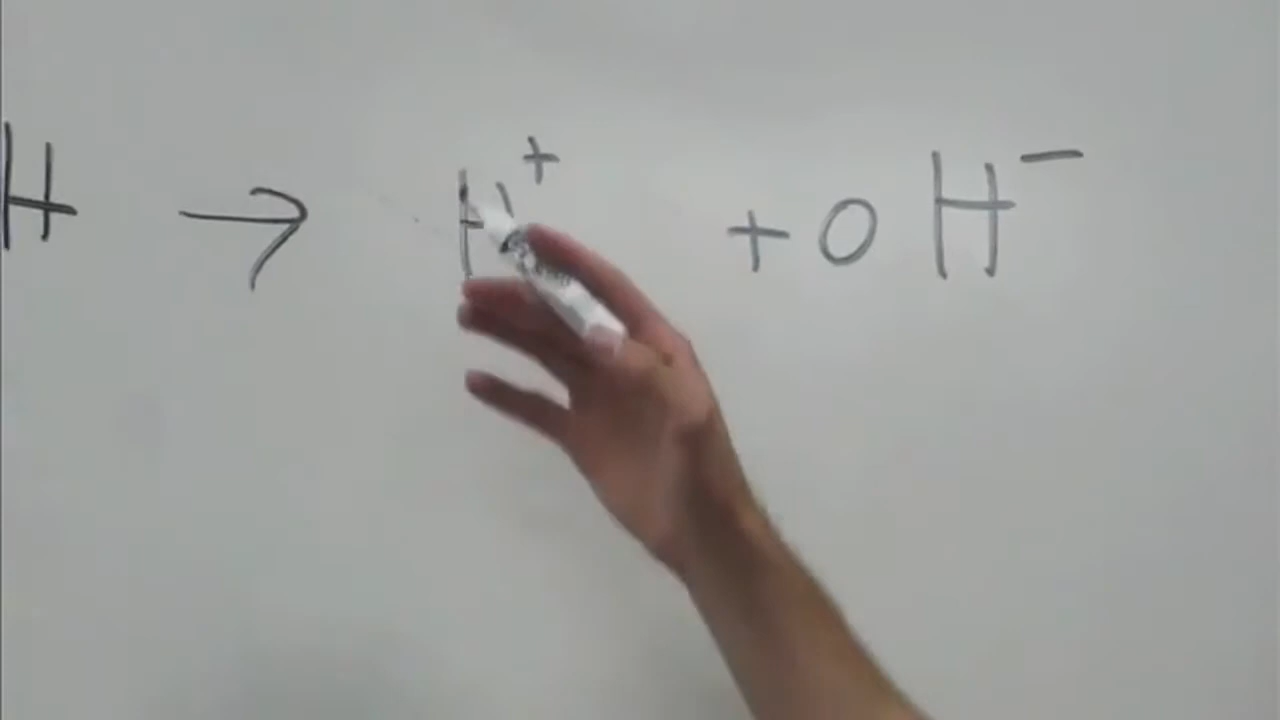 H → H⁺ + OH⁻